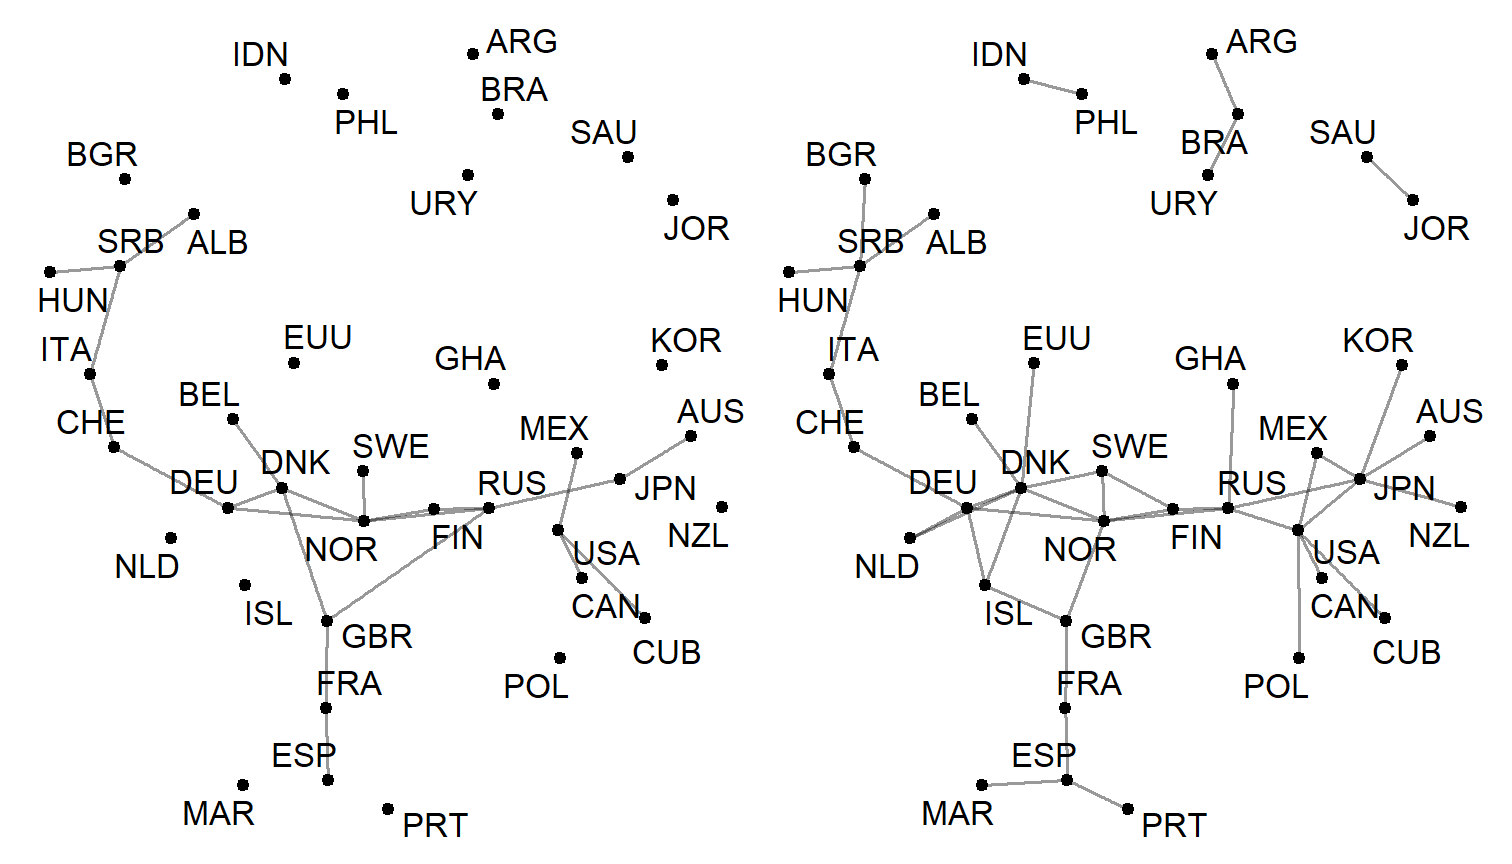 ARG
IDN
BRA
PHL
SAU
BGR
URY
JOR
SRB
ALB
HUN
EUU
KOR
ITA
GHA
BEL
AUS
CHE
MEX
SWE
DNK
DEU
RUS
JPN
NZL
FIN
NOR
USA
NLD
CAN
ISL
GBR
CUB
FRA
POL
ESP
MAR
PRT
ARG
IDN
PHL
SAU
BRA
BGR
URY
JOR
SRB
ALB
HUN
EUU
KOR
ITA
GHA
BEL
AUS
CHE
MEX
SWE
DNK
DEU
RUS
JPN
NZL
FIN
NOR
USA
NLD
CAN
ISL
GBR
CUB
FRA
POL
ESP
MAR
PRT